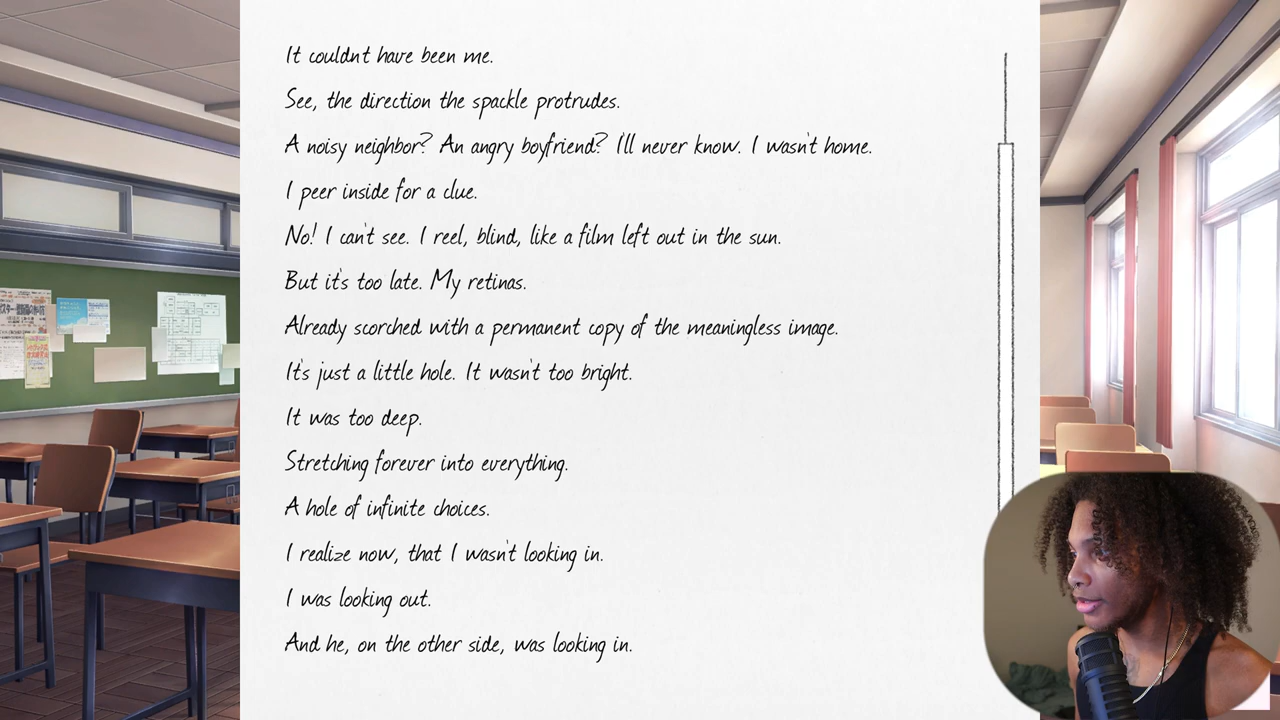 It couldnt have been me.
See, the direction the spackle protrudes.
A noisy neighbor? An angry boyfriend? I'll never know. I wasn't home.
I peer inside for a clue.
No! I can't see. I reel, blind, like a film left out in the sun.
But it's too late. My retinas.
Already scorched with a permanent copy of the meaningless image.
It's just a little hole. It wasn't too bright.
It was too deep.
Stretching forever into everything.
A hole of infinite choices.
I realize now, that I wasn't looking in.
I was looking out.
And he, on the other side, was looking in.